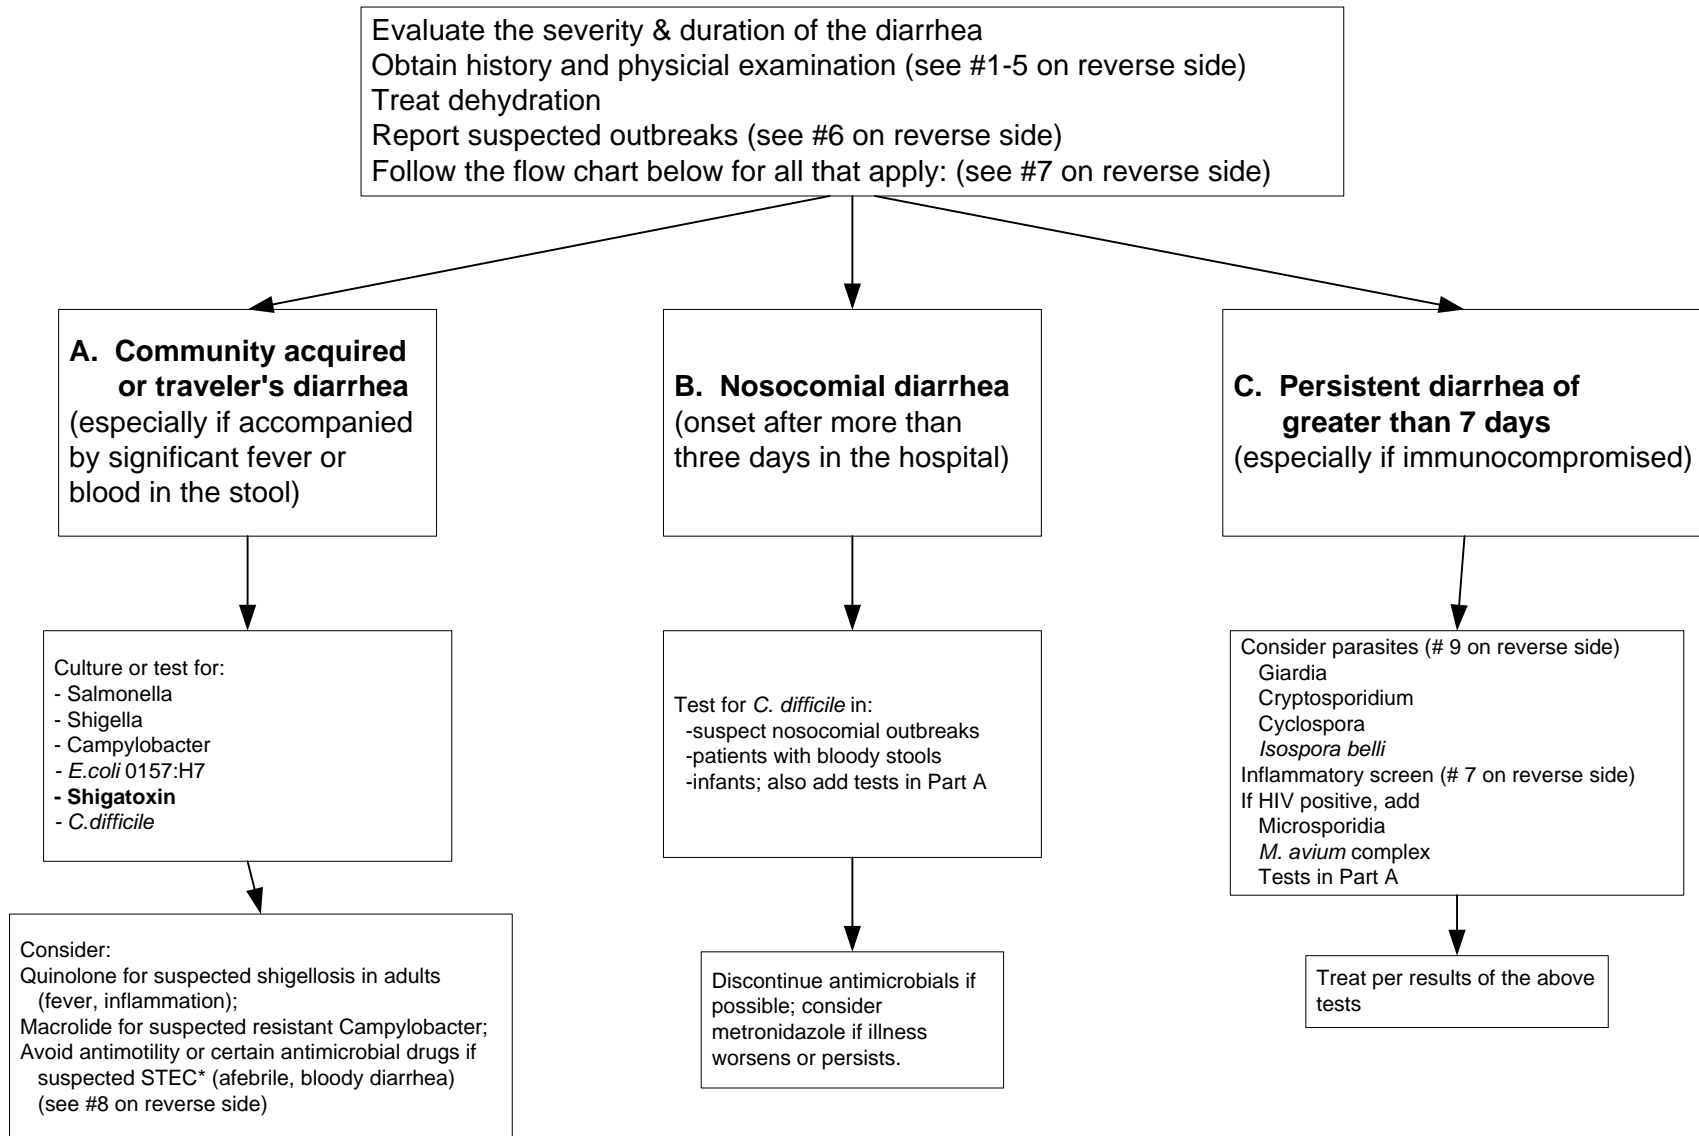 Evaluate the severity & duration of the diarrhea
Obtain history and physicial examination (see #1-5 on reverse side)
Treat dehydration
Report suspected outbreaks (see #6 on reverse side)
Follow the flow chart below for all that apply: (see #7 on reverse side)
A. Community acquired
or traveler's diarrhea
(especially if accompanied
by significant fever or
blood in the stool)
B. Nosocomial diarrhea
(onset after more than
three days in the hospital)
C. Persistent diarrhea of
greater than 7 days
(especially if immunocompromised)
Culture or test for:
- Salmonella
- Shigella
- Campylobacter
- E.coli 0157:H7
- Shigatoxin
- C.difficile
Test for C. difficile in:
-suspect nosocomial outbreaks
-patients with bloody stools
-infants; also add tests in Part A
Consider parasites (# 9 on reverse side)
Giardia
Cryptosporidium
Cyclospora
Isospora belli
Inflammatory screen (# 7 on reverse side)
If HIV positive, add
Microsporidia
M. avium complex
Tests in Part A
Consider:
Quinolone for suspected shigellosis in adults
(fever, inflammation);
Macrolide for suspected resistant Campylobacter;
Avoid antimotility or certain antimicrobial drugs if
suspected STEC* (afebrile, bloody diarrhea)
(see #8 on reverse side)
Discontinue antimicrobials if
possible; consider
metronidazole if illness
worsens or persists.
Treat per results of the above
tests